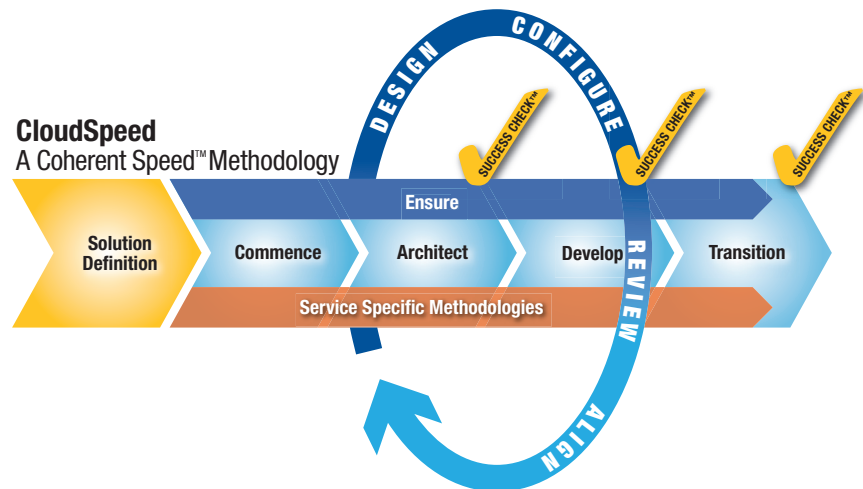 DESIGN
CONFIGURE
SUCCESS CHECK™
SUCCESS CHECK™
SUCCESS CHECK™
CloudSpeed
A Coherent Speed™ Methodology
Ensure
Solution
Definition
Commence
Architect
Develop
Transition
REVIEW
Service Specific Methodologies
ALIGN